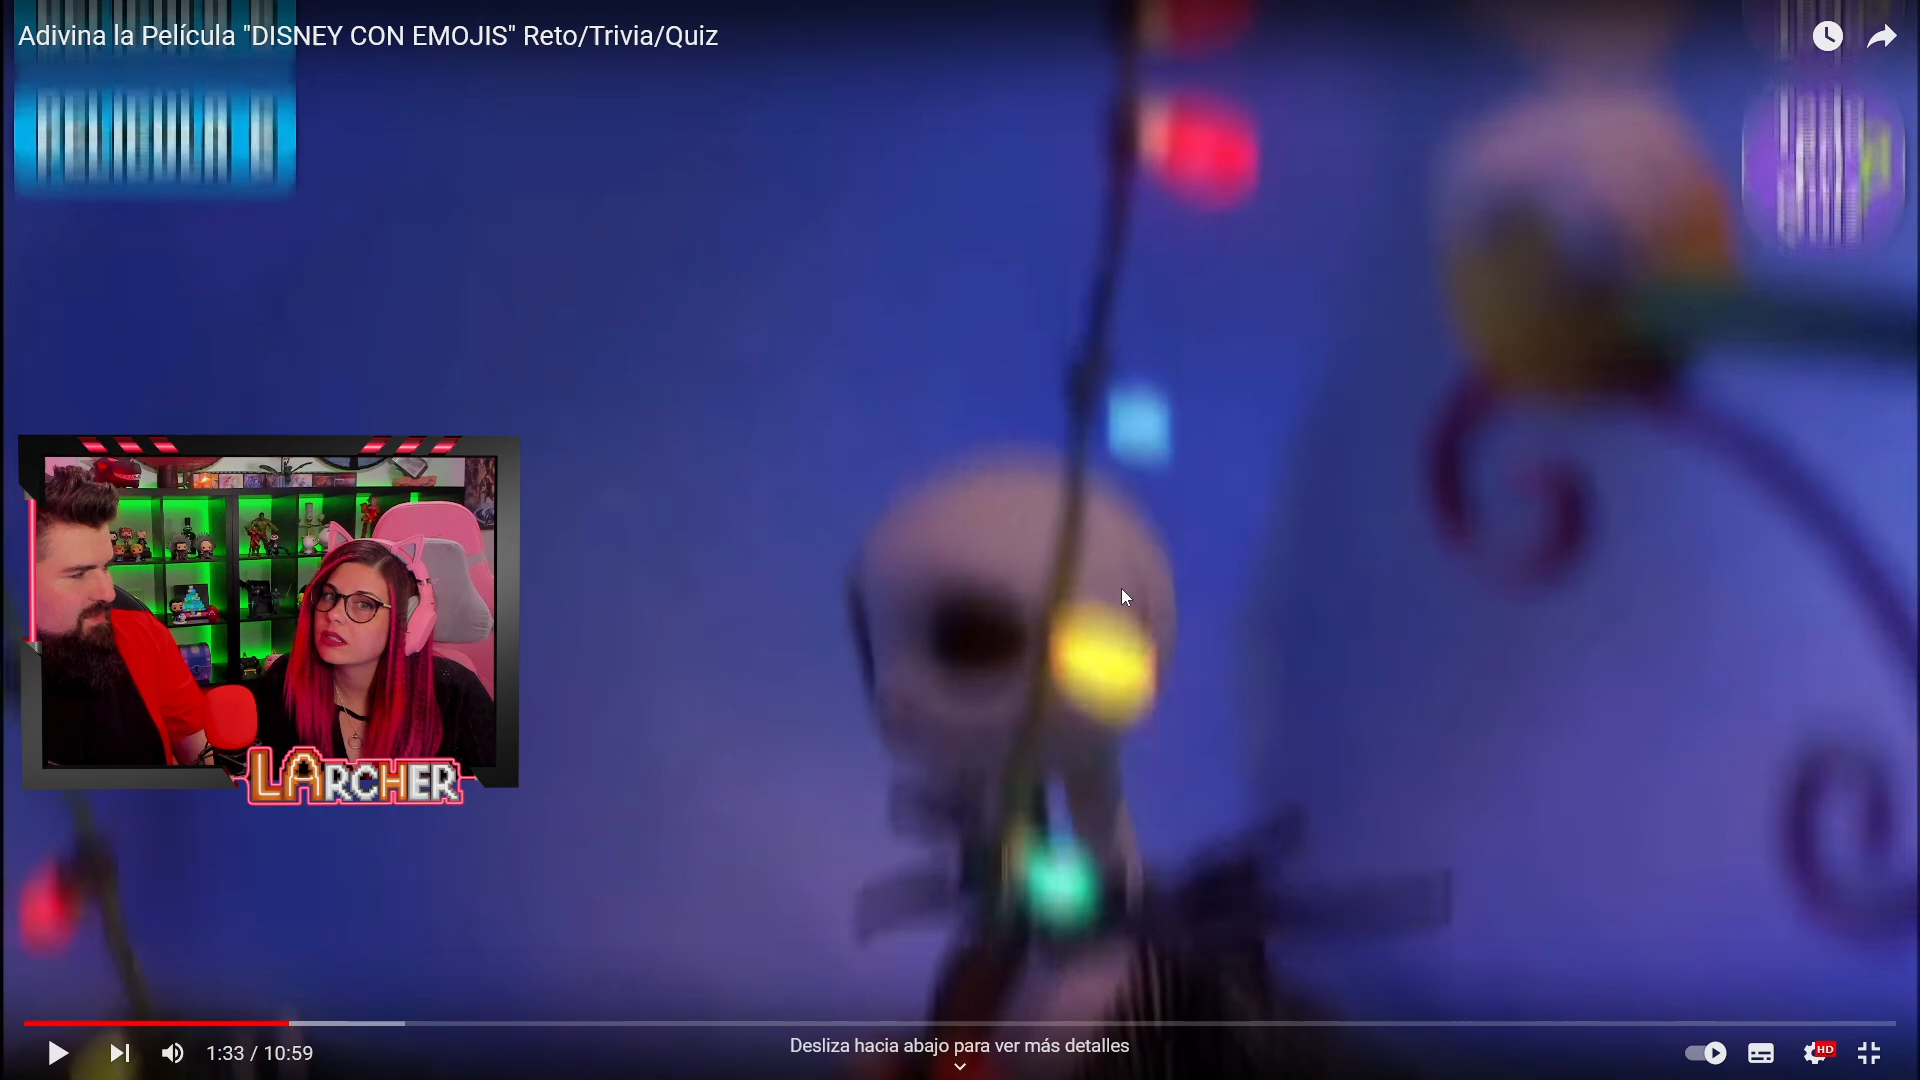 Adivina la Película "DISNEY CON EMOJIS" Reto/Trivia/Quiz
LARCHER
1:33 / 10:59
Desliza hacia abajo para ver más detalles
HD